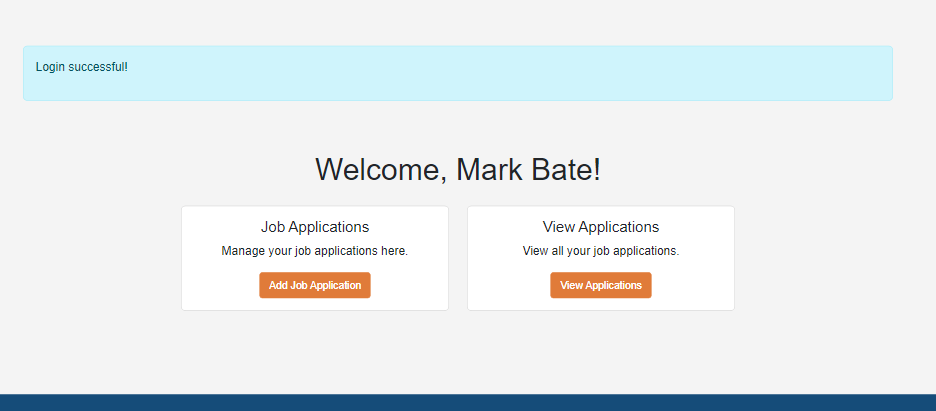 Login successful!
Welcome, Mark Bate!
Job Applications
Manage your job applications here.
Add Job Application
View Applications
View all your job applications.
View Applications